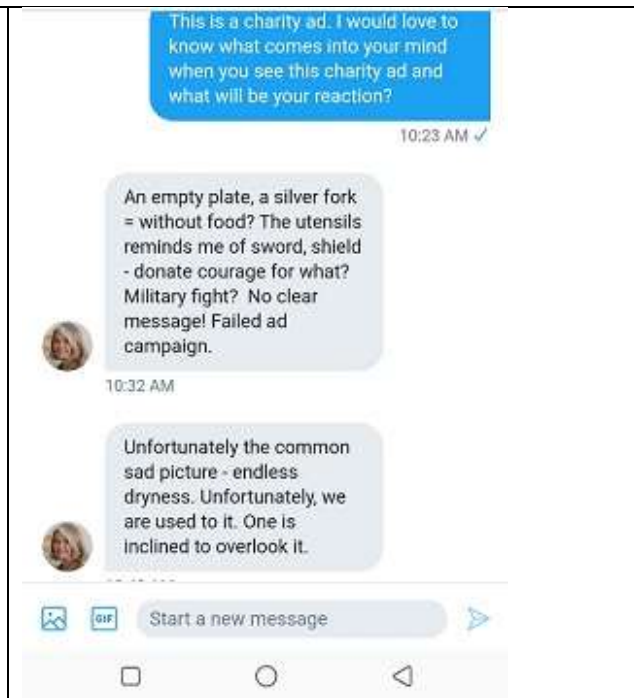 This is a charity ad. I would love to
know what comes into your mind
when you see this charity ad and
what will be your reaction?
10:23 AM
An empty plate, a silver fork
= without food? The utensils
reminds me of sword, shield
- donate courage for what?
Military fight? No clear
message! Failed ad
campaign.
10:32 AM
Unfortunately the common
sad picture - endless
dryness. Unfortunately, we
are used to it. One is
inclined to overlook it.
GIF
Start a new message